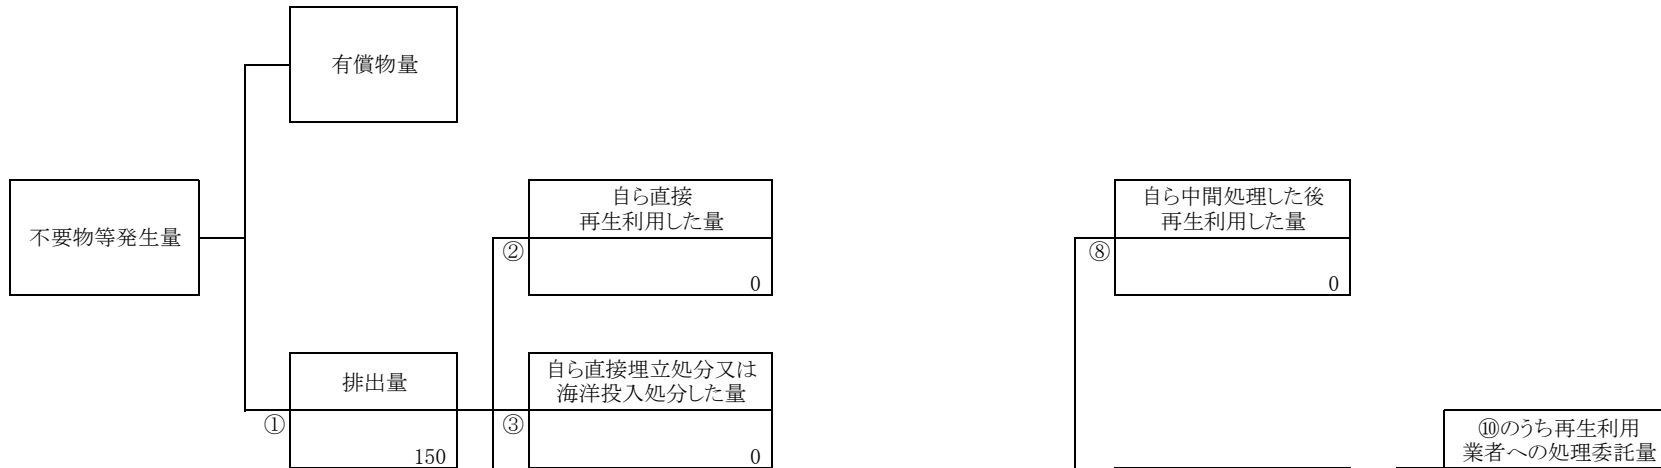 有償物量
不要物等発生量
自ら直接
再生利用した量
②
0
自ら中間処理した後
再生利用した量
⑧
0
排出量
①
150
自ら直接埋立処分又は
海洋投入処分した量
③
0
⑩のうち再生利用
業者への処理委託量